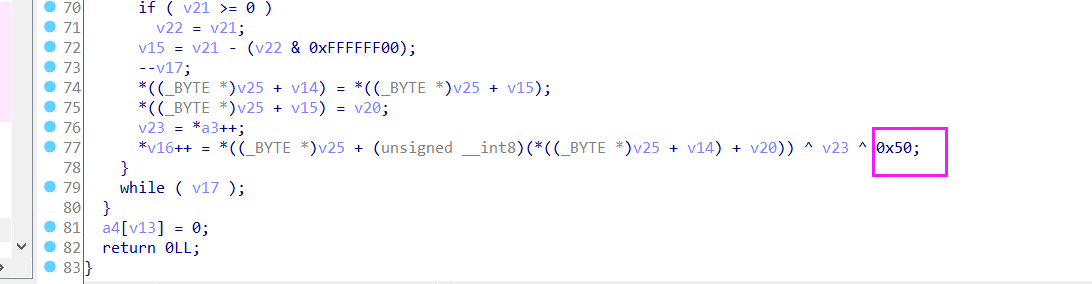 70 if ( v21 >= 0 )
71 v22 = v21;
72 v15 = v21 - (v22 & 0xFFFFFF00);
73 --v17;
74 *((_BYTE *)v25 + v14) = *((_BYTE *)v25 + v15);
75 *((_BYTE *)v25 + v15) = v20;
76 v23 = *a3++;
77 *v16++ = *((_BYTE *)v25 + (unsigned __int8)(*((_BYTE *)v25 + v14) + v20)) ^ v23 ^ 0x50;
78 }
79 while ( v17 );
80 }
81 a4[v13] = 0;
82 return 0LL;
83 }